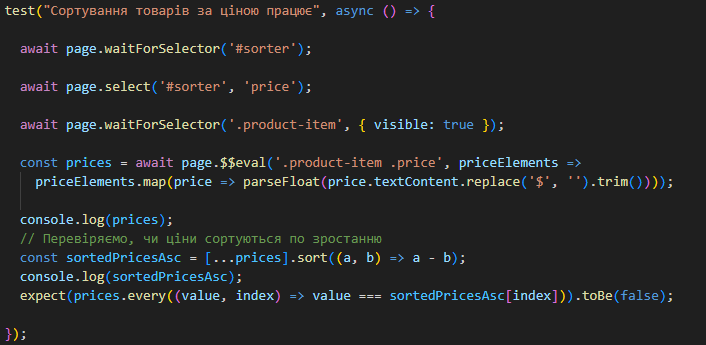 test("Сортування товарів за ціною працює", async () => {
await page.waitForSelector('#sorter');
await page.select('#sorter', 'price');
await page.waitForSelector('.product-item', { visible: true });
const prices = await page.$$eval('.product-item .price', priceElements =>
priceElements.map(price => parseFloat(price.textContent.replace('$', '').trim())));
console.log(prices);
// Перевіряємо, чи ціни сортуються по зростанню
const sortedPricesAsc = [...prices].sort((a, b) => a - b);
console.log(sortedPricesAsc);
expect(prices.every((value, index) => value === sortedPricesAsc[index])).toBe(false);
});